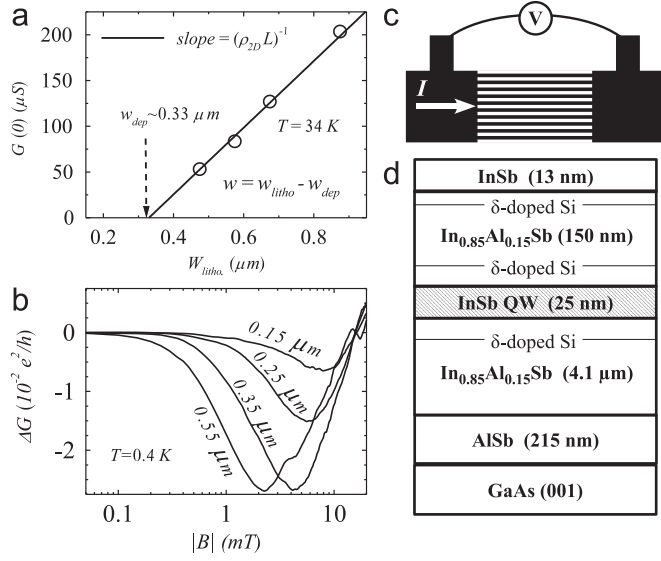 a
G (0) (μS)
200
150
100
50
0
slope = (ρ2D L)-1
wdep~0.33 μm
T = 34 K
w = wlitho - wdep
0.2 0.4 0.6 0.8
Wlitho. (μm)
b
ΔG (10-2 e2/h)
0
-1
-2
0.15 μm
0.25 μm
0.35 μm
0.55 μm
T=0.4 K
0.1 1 10
|B| (mT)
c
V
I
d
InSb (13 nm)
δ-doped Si
In0.85Al0.15Sb (150 nm)
δ-doped Si
InSb QW (25 nm)
δ-doped Si
In0.85Al0.15Sb (4.1 μm)
AlSb (215 nm)
GaAs (001)